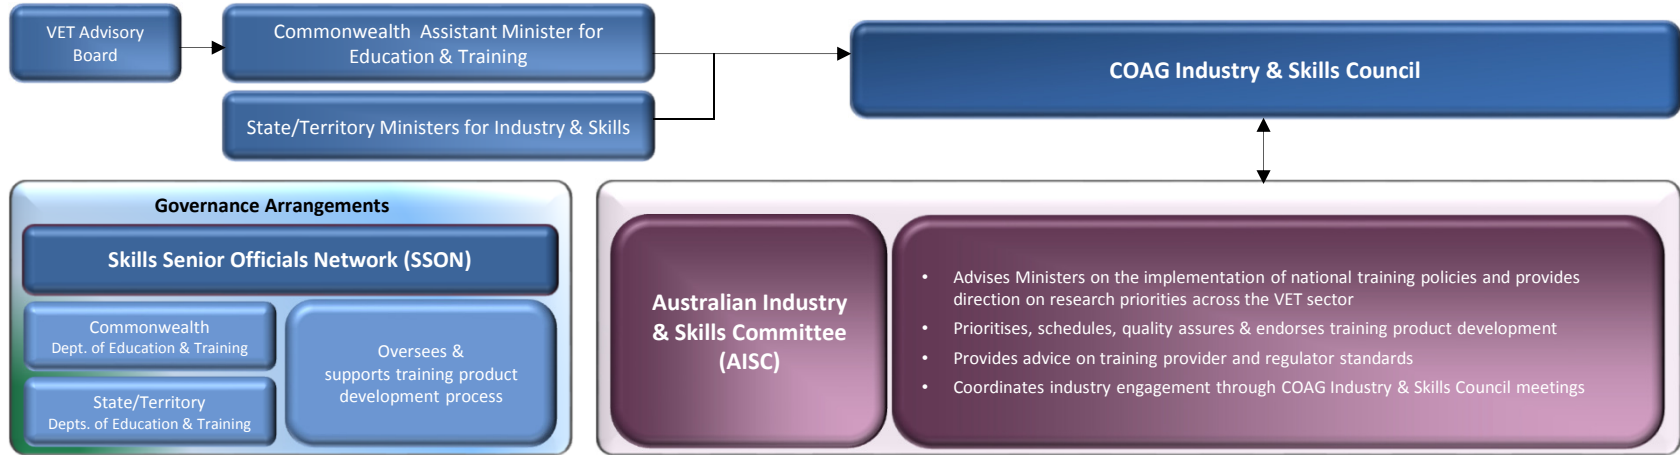 VET Advisory
Board
Commonwealth Assistant Minister for
Education & Training
State/Territory Ministers for Industry & Skills
COAG Industry & Skills Council
Governance Arrangements
Skills Senior Officials Network (SSON)
Commonwealth
Dept. of Education & Training
State/Territory
Depts. of Education & Training
Oversees &
supports training product
development process
Australian Industry
& Skills Committee
(AISC)
• Advises Ministers on the implementation of national training policies and provides
direction on research priorities across the VET sector
• Prioritises, schedules, quality assures & endorses training product development
• Provides advice on training provider and regulator standards
• Coordinates industry engagement through COAG Industry & Skills Council meetings